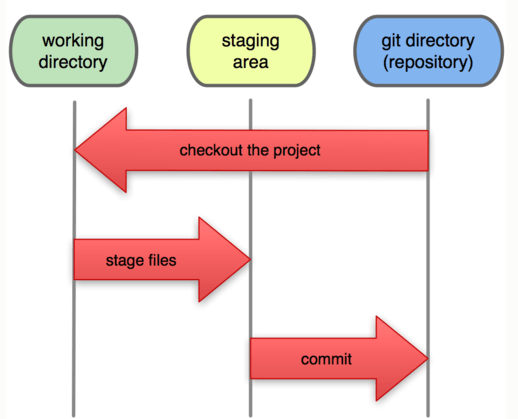 working
directory
staging
area
git directory
(repository)
checkout the project
stage files
commit